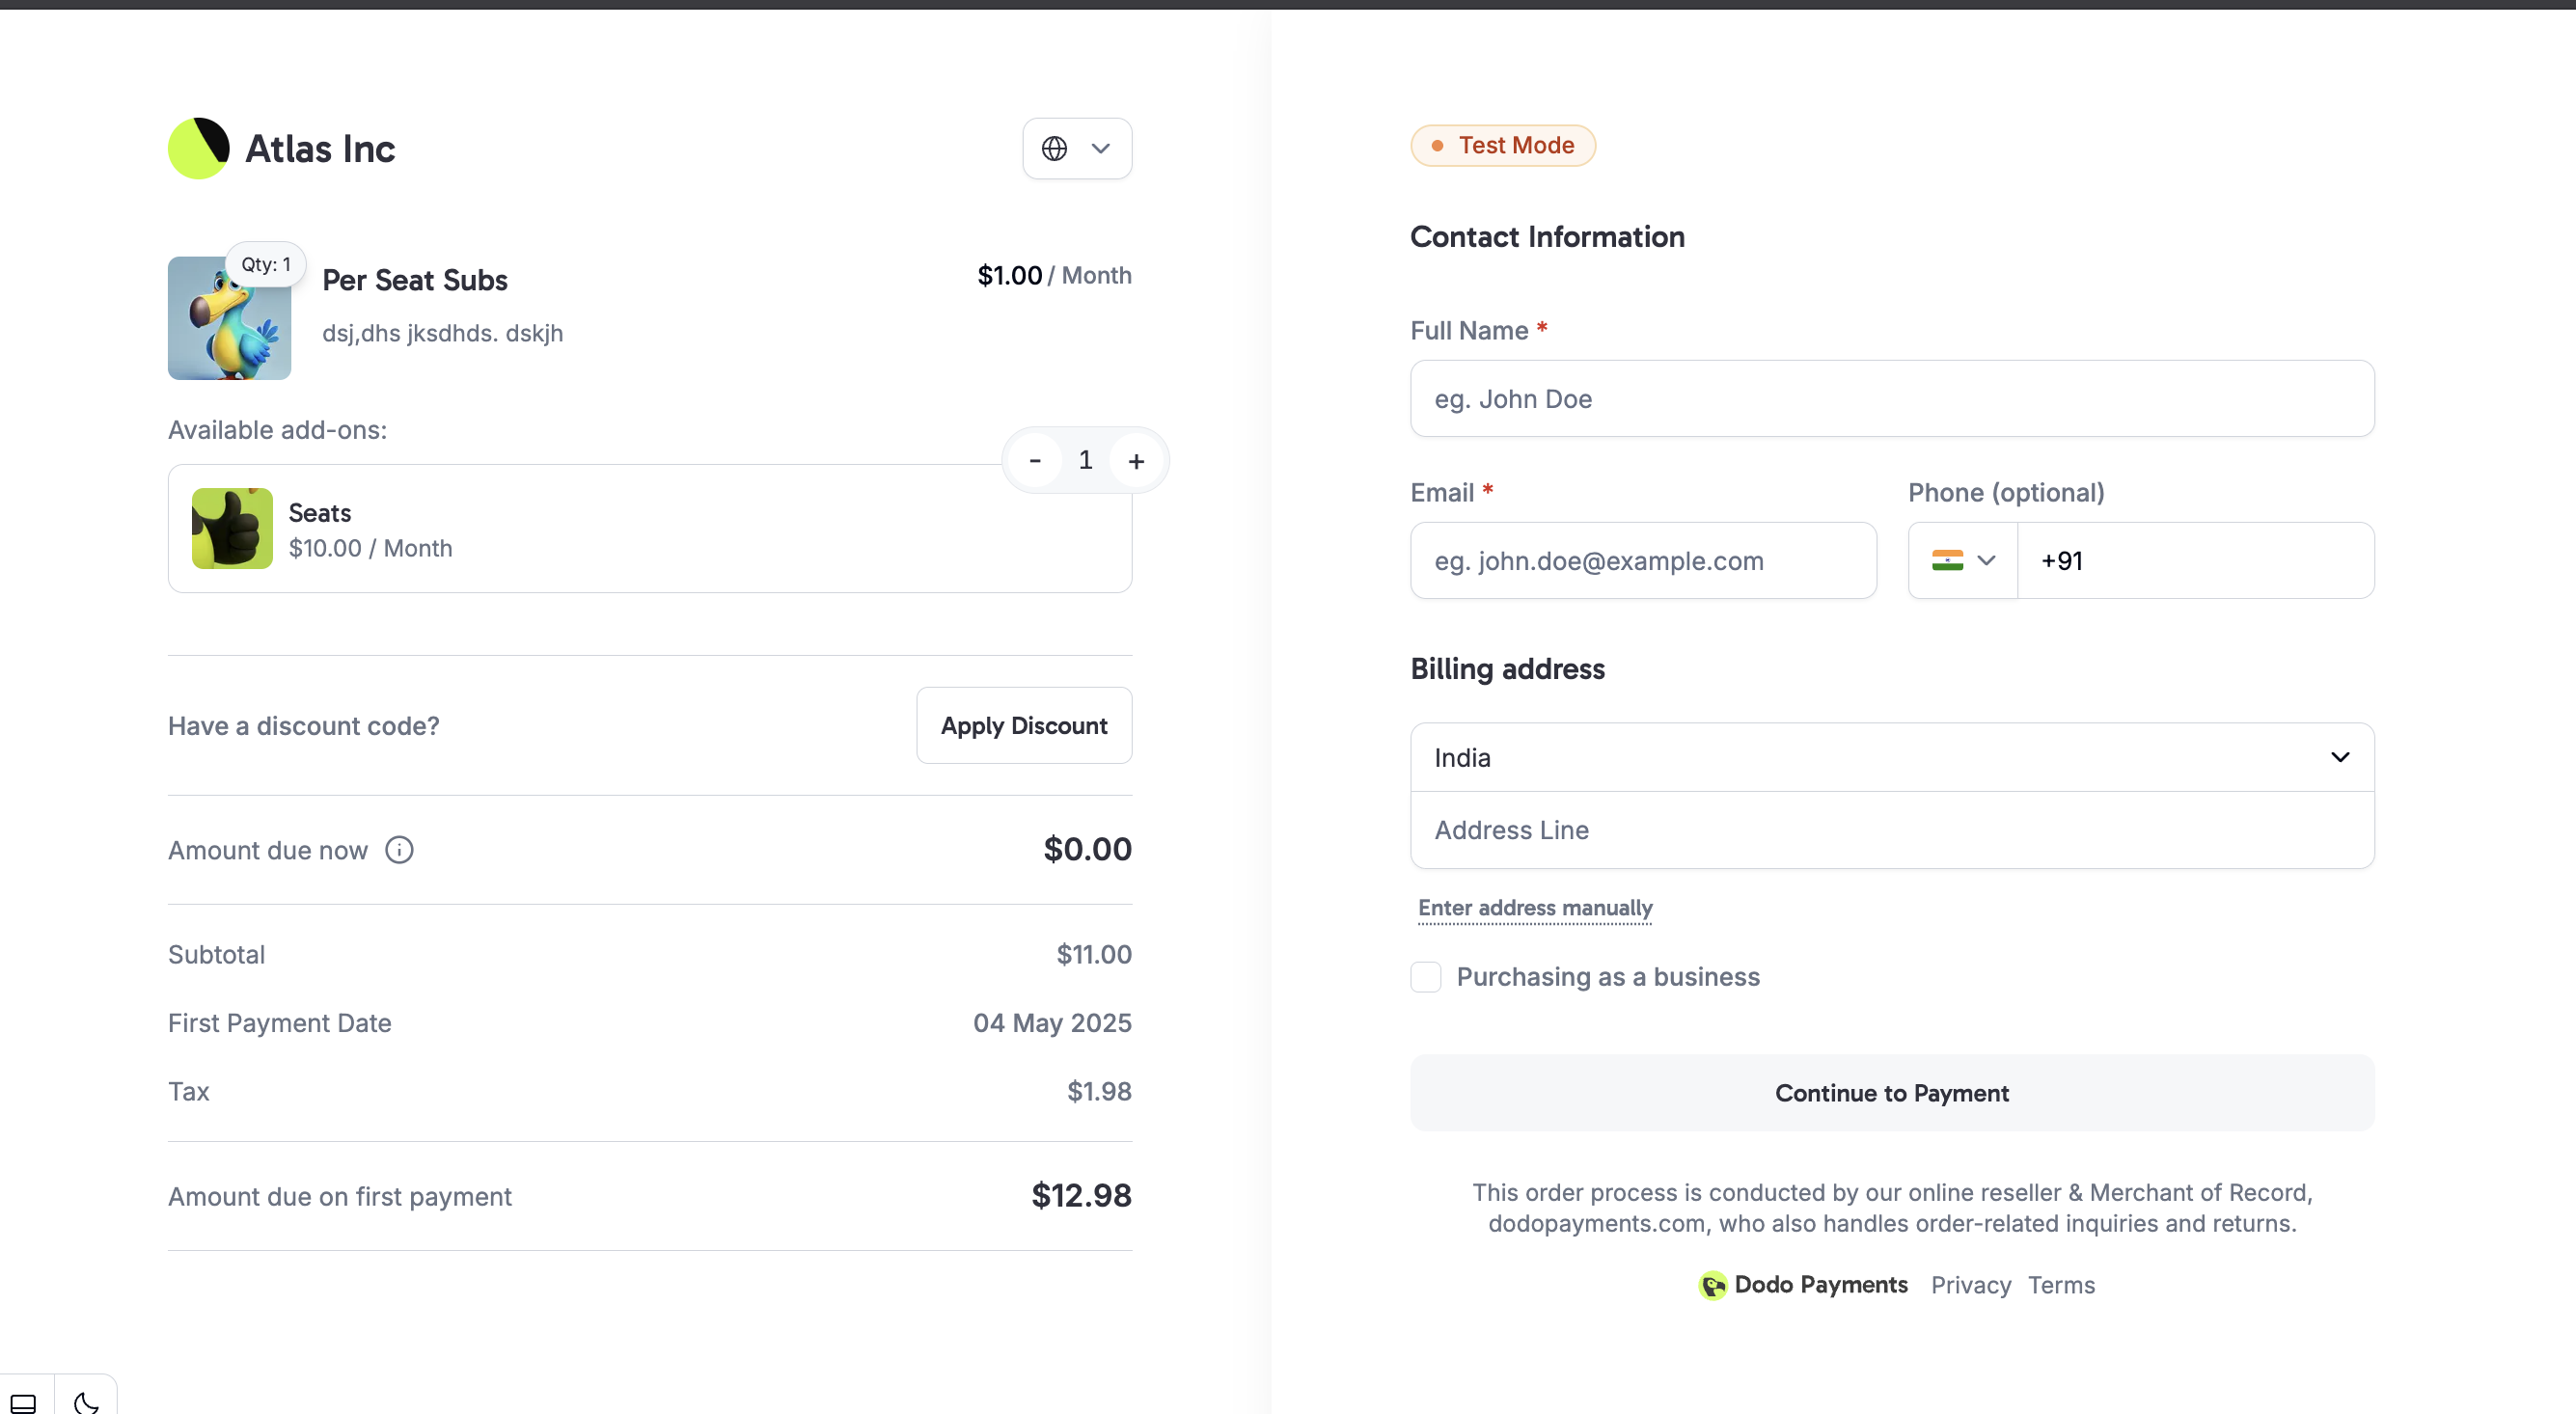 Atlas Inc
Qty: 1
Per Seat Subs
$1.00 / Month
dsj,dhs jksdhds. dskjh
Available add-ons:
- 1 +
Seats
$10.00 / Month
Have a discount code?
Apply Discount
Amount due now
$0.00
Subtotal
$11.00
First Payment Date
04 May 2025
Tax
$1.98
Amount due on first payment
$12.98
Test Mode
Contact Information
Full Name *
eg. John Doe
Email *
Phone (optional)
eg. john.doe@example.com
+91
Billing address
India
Address Line
Enter address manually
Purchasing as a business
Continue to Payment
This order process is conducted by our online reseller & Merchant of Record,
dodopayments.com, who also handles order-related inquiries and returns.
Dodo Payments Privacy Terms